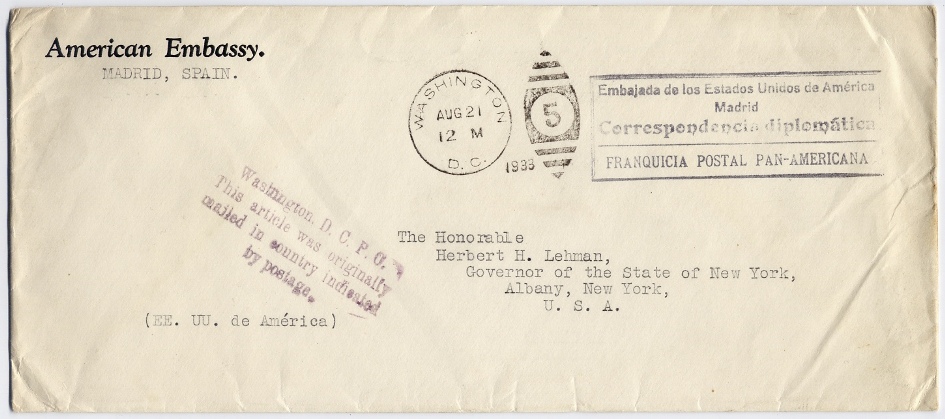 American Embassy.
MADRID, SPAIN.
WASHINGTON
AUG 21
12 M
D. C.
1933
5
Embajada de los Estados Unidos de América
Madrid
Correspondencia diplomática
FRANQUICIA POSTAL PAN-AMERICANA
Washington, D. C. P. O.
This article was originally
mailed in country indicated
by postage.
The Honorable
Herbert H. Lehman,
Governor of the State of New York,
Albany, New York,
U. S. A.
(EE. UU. de América)